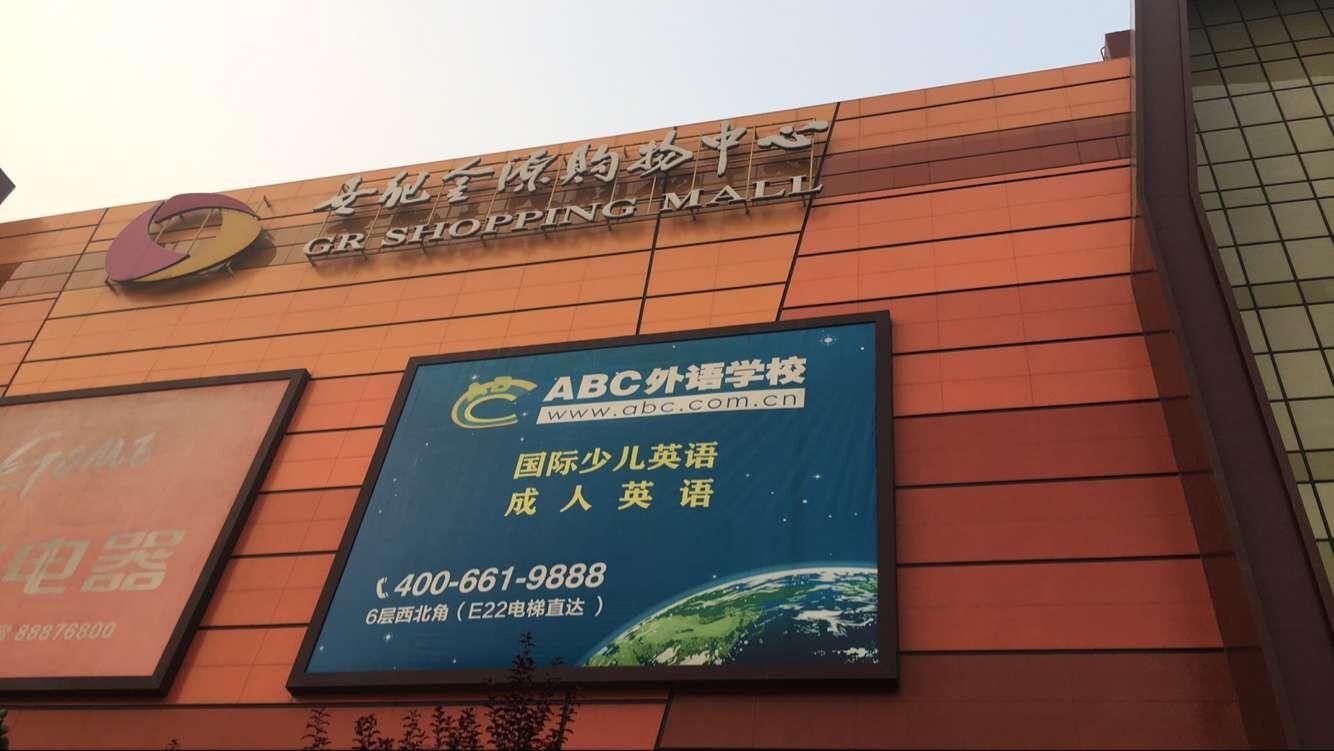 世纪金源购物中心
GR SHOPPING MALL
ABC外语学校
www.abc.com.cn
国际少儿英语
成人英语
400-661-9888
6层西北角(E22电梯直达)
GOME
电器
88876800